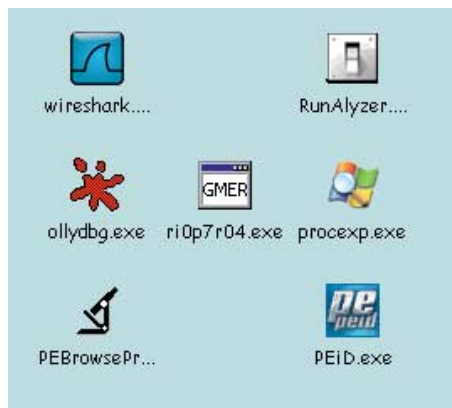 wireshark....
RunAlyzer....
GMER
ollydbg.exe
ri0p7r04.exe
procexp.exe
PE
peid
PEBrowsePr...
PEiD.exe